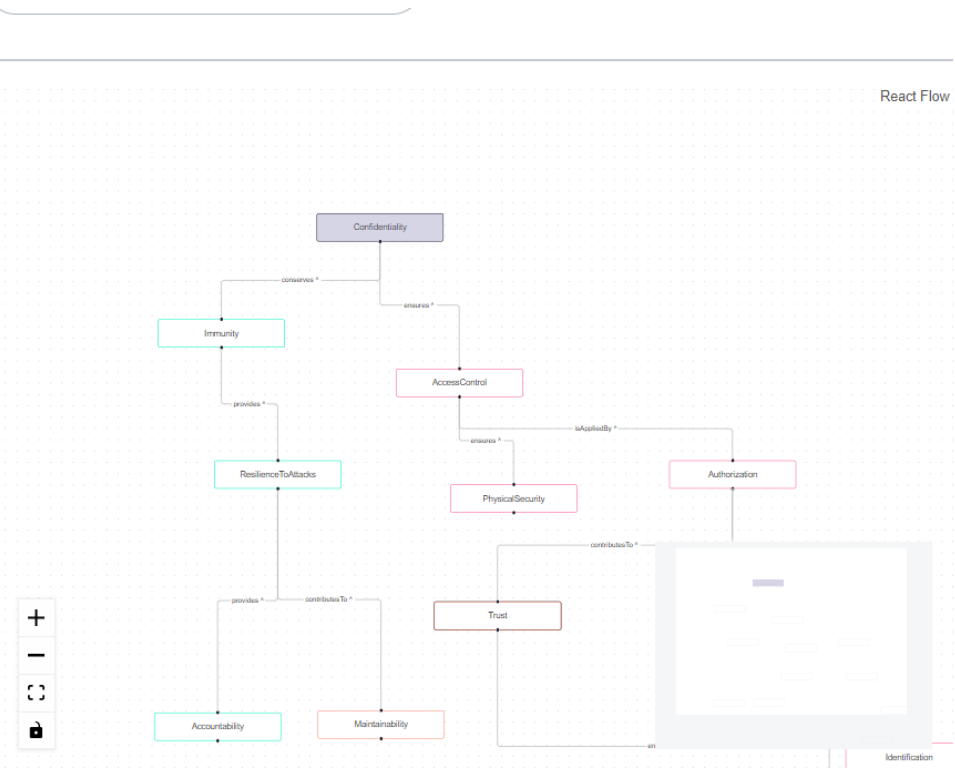 React Flow
Confidentiality
conserves ^
ensures ^
Immunity
AccessControl
provides ^
isAppliedBy ^
ensures ^
ResilienceToAttacks
Authorization
PhysicalSecurity
contributesTo ^
provides ^
contributesTo ^
Trust
Accountability
Maintainability
en
Identification